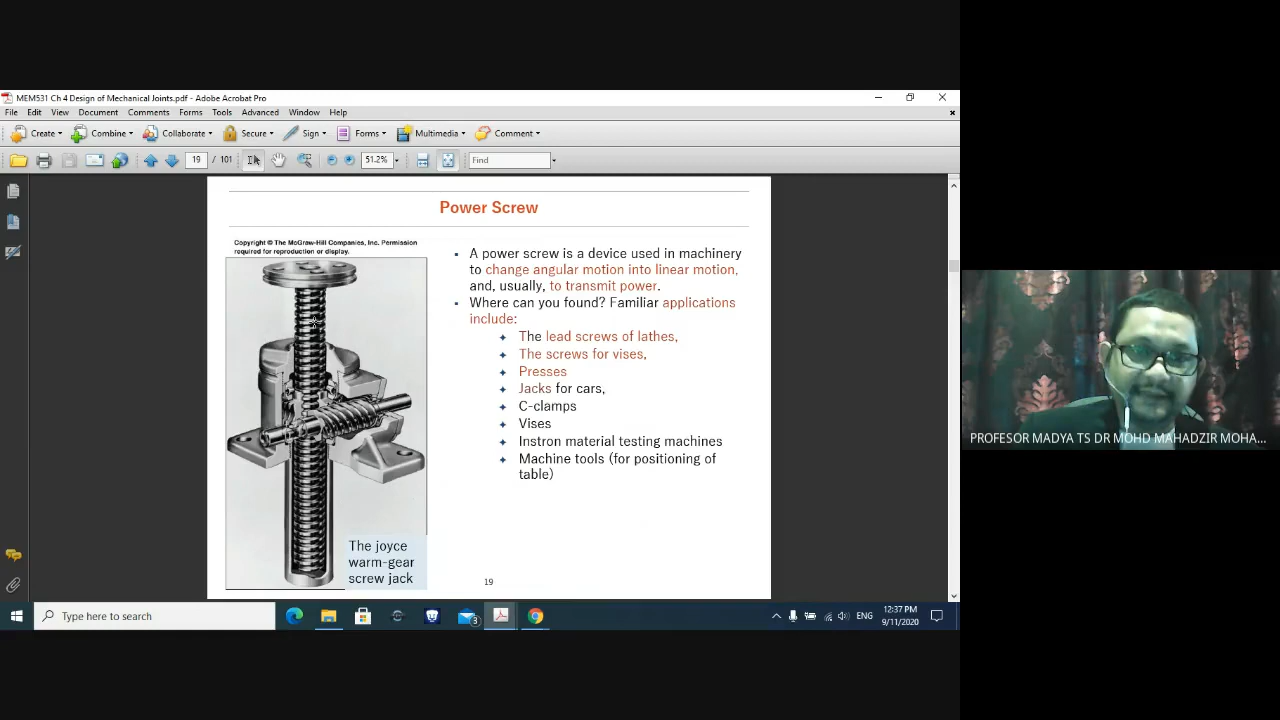 MEM531 Ch 4 Design of Mechanical Joints.pdf - Adobe Acrobat Pro
File Edit View Document Comments Forms Tools Advanced Window Help
Create Combine Collaborate Secure Sign Forms Multimedia Comment
19 / 101 51.2% Find
Power Screw
Copyright © The McGraw-Hill Companies, Inc. Permission
required for reproduction or display.
A power screw is a device used in machinery
to change angular motion into linear motion,
and, usually, to transmit power.
Where can you found? Familiar applications
include:
The lead screws of lathes,
The screws for vises,
Presses
Jacks for cars,
C-clamps
Vises
Instron material testing machines
Machine tools (for positioning of
table)
The joyce
warm-gear
screw jack
19
PROFESOR MADYA TS DR MOHD MAHADZIR MOHA...
Type here to search
3
ENG
12:37 PM
9/11/2020